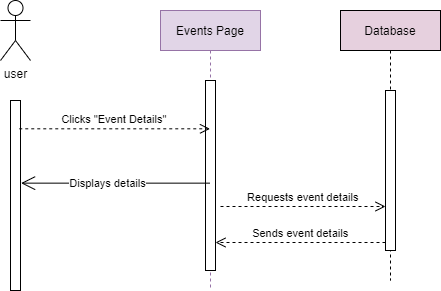 Events Page
Database
user
Clicks "Event Details"
Displays details
Requests event details
Sends event details